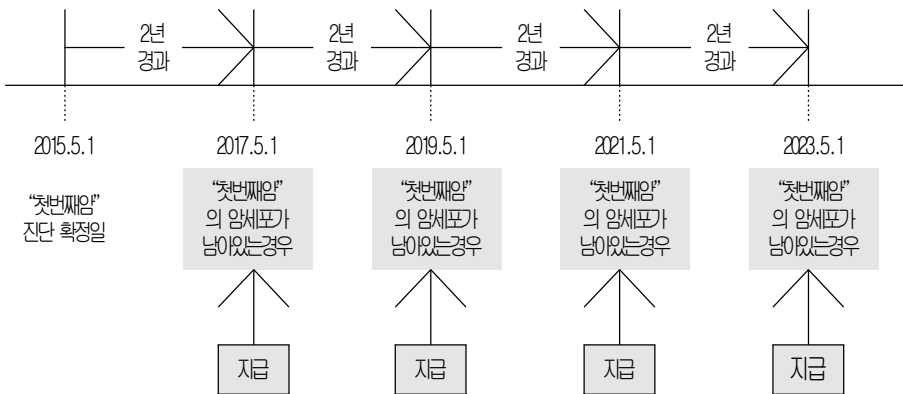 2년
경과
2년
경과
2년
경과
2년
경과
2015.5.1
2017.5.1
2019.5.1
2021.5.1
2023.5.1
“첫번째암”
진단 확정일
“첫번째암”
의 암세포가
남아있는경우
“첫번째암”
의 암세포가
남아있는경우
“첫번째암”
의 암세포가
남아있는경우
“첫번째암”
의 암세포가
남아있는경우
지급
지급
지급
지급